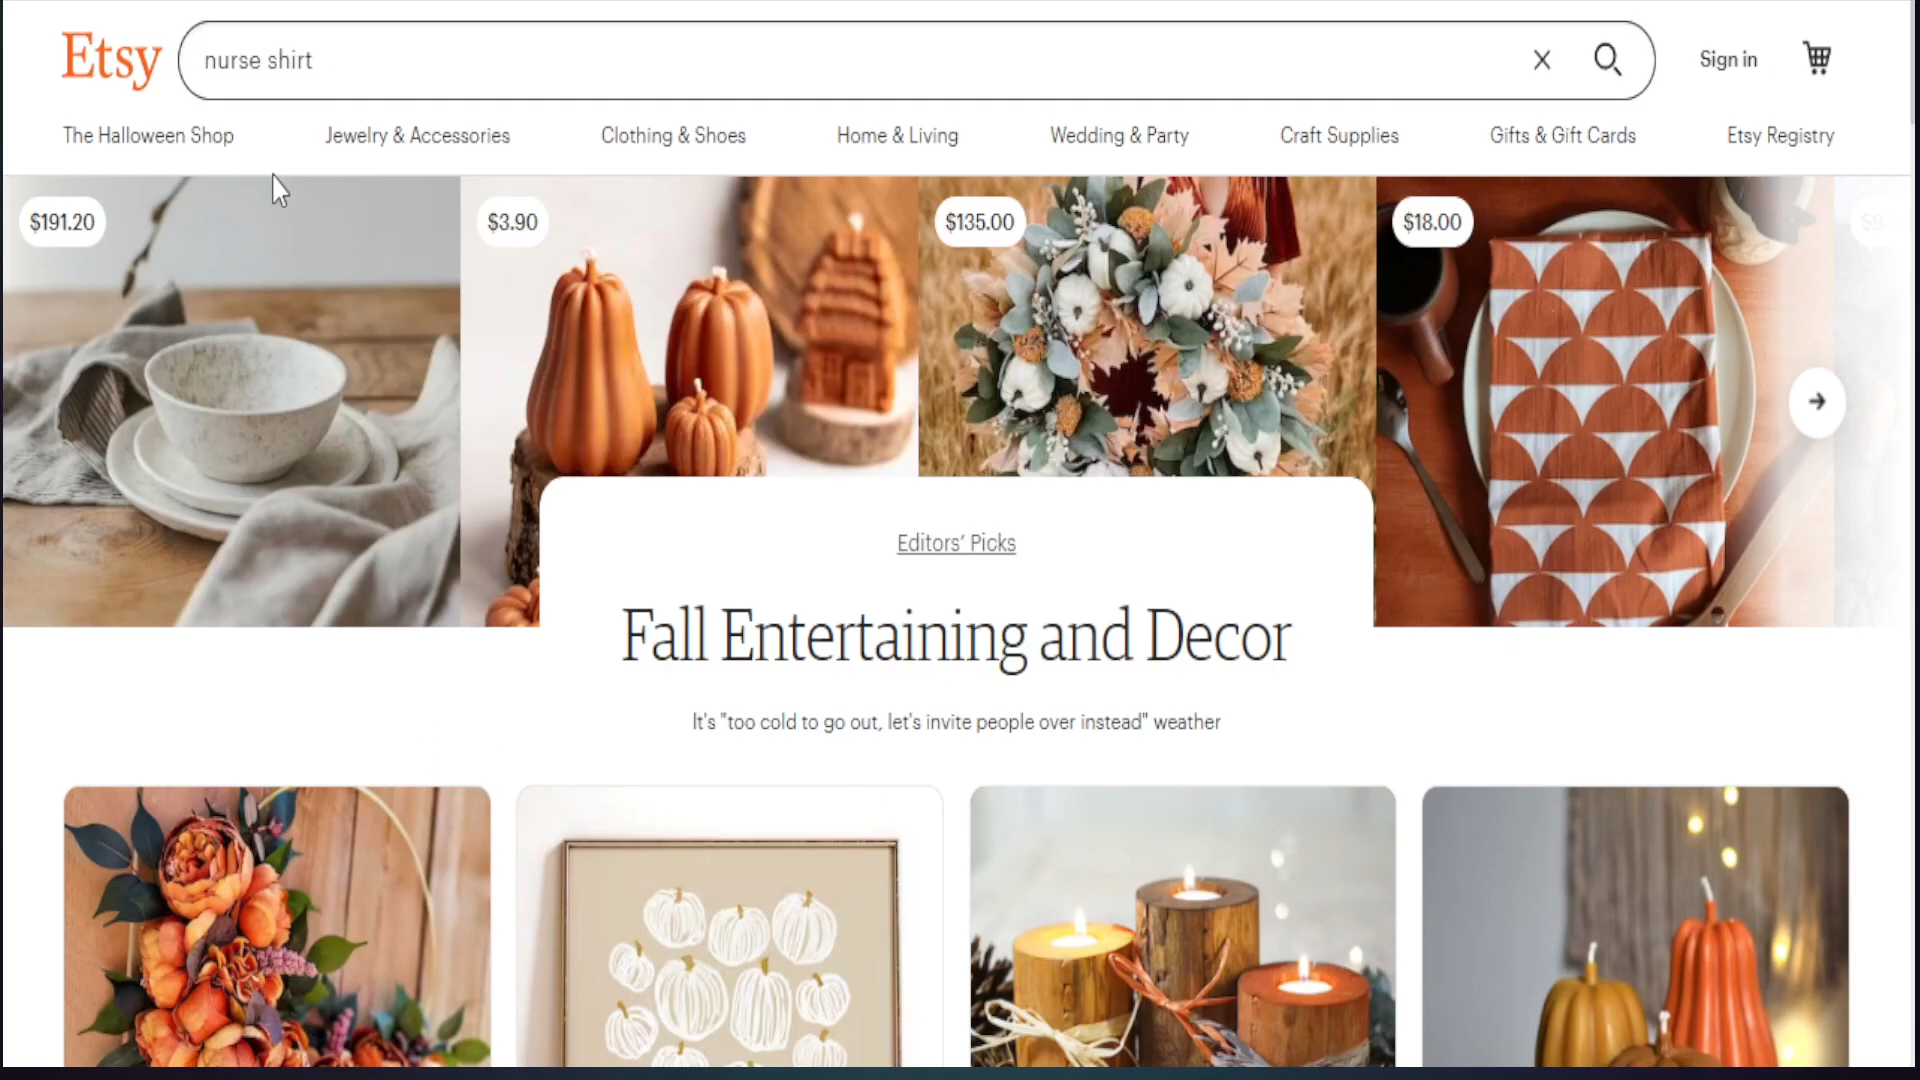 Etsy
nurse shirt
Sign in
The Halloween Shop
Jewelry & Accessories
Clothing & Shoes
Home & Living
Wedding & Party
Craft Supplies
Gifts & Gift Cards
Etsy Registry
$191.20
$3.90
$135.00
$18.00
Editors' Picks
Fall Entertaining and Decor
It's "too cold to go out, let's invite people over instead" weather